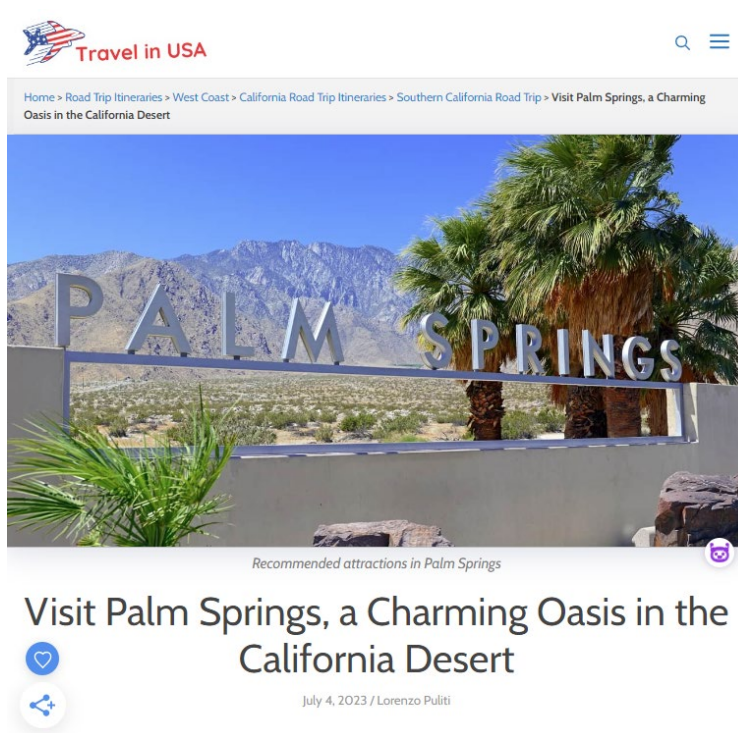 Travel in USA
Home > Road Trip Itineraries > West Coast > California Road Trip Itineraries > Southern California Road Trip > Visit Palm Springs, a Charming
Oasis in the California Desert
PALM SPRINGS
Recommended attractions in Palm Springs
Visit Palm Springs, a Charming Oasis in the
California Desert
July 4, 2023 / Lorenzo Puliti